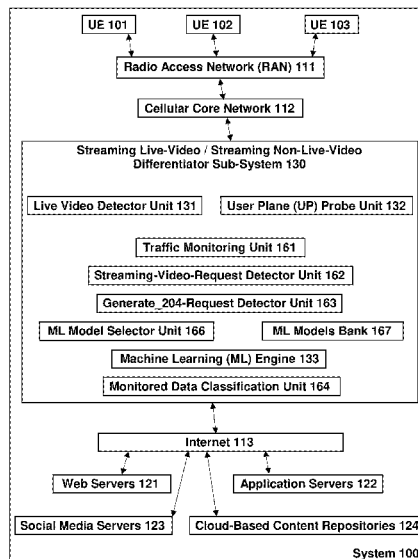 UE 101 UE 102 UE 103
Radio Access Network (RAN) 111
Cellular Core Network 112
Streaming Live-Video / Streaming Non-Live-Video
Differentiator Sub-System 130
Live Video Detector Unit 131 User Plane (UP) Probe Unit 132
Traffic Monitoring Unit 161
Streaming-Video-Request Detector Unit 162
Generate_204-Request Detector Unit 163
ML Model Selector Unit 166 ML Models Bank 167
Machine Learning (ML) Engine 133
Monitored Data Classification Unit 164
Internet 113
Web Servers 121 Application Servers 122
Social Media Servers 123 Cloud-Based Content Repositories 124
System 100